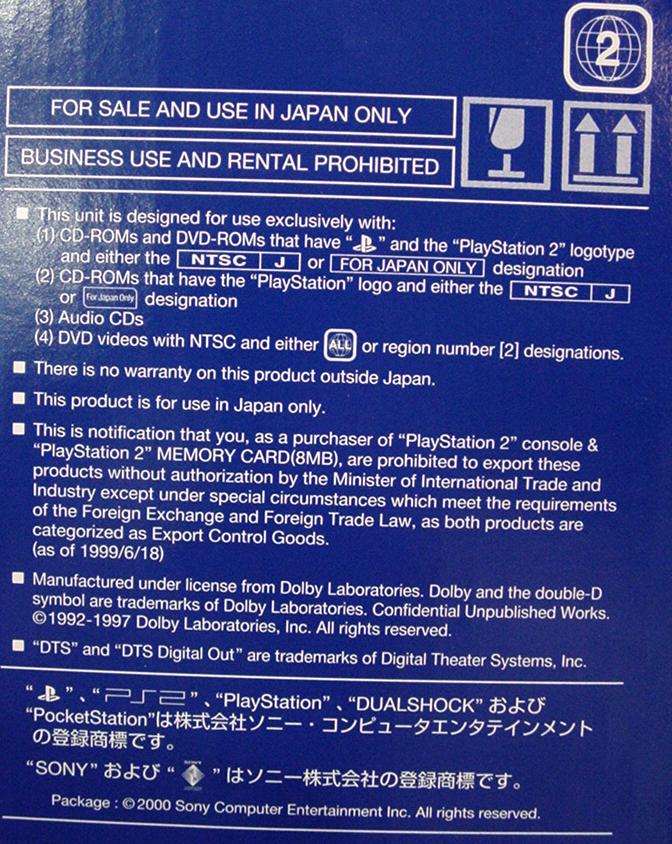 2
FOR SALE AND USE IN JAPAN ONLY
BUSINESS USE AND RENTAL PROHIBITED
■ This unit is designed for use exclusively with:
(1) CD-ROMs and DVD-ROMs that have “ ” and the “PlayStation 2” logotype
and either the NTSC J or FOR JAPAN ONLY designation
(2) CD-ROMs that have the “PlayStation” logo and either the NTSC J
or For Japan Only designation
(3) Audio CDs
(4) DVD videos with NTSC and either ALL or region number [2] designations.
■ There is no warranty on this product outside Japan.
■ This product is for use in Japan only.
■ This is notification that you, as a purchaser of “PlayStation 2” console &
“PlayStation 2” MEMORY CARD(8MB), are prohibited to export these
products without authorization by the Minister of International Trade and
Industry except under special circumstances which meet the requirements
of the Foreign Exchange and Foreign Trade Law, as both products are
categorized as Export Control Goods.
(as of 1999/6/18)
■ Manufactured under license from Dolby Laboratories. Dolby and the double-D
symbol are trademarks of Dolby Laboratories. Confidential Unpublished Works.
©1992-1997 Dolby Laboratories, Inc. All rights reserved.
■ “DTS” and “DTS Digital Out” are trademarks of Digital Theater Systems, Inc.
“ ”、“PS2”、“PlayStation”、“DUALSHOCK” および
“PocketStation”は株式会社ソニー・コンピュータエンタテインメント
の登録商標です。
“SONY” および “ ” はソニー株式会社の登録商標です。
Package : ©2000 Sony Computer Entertainment Inc. All rights reserved.